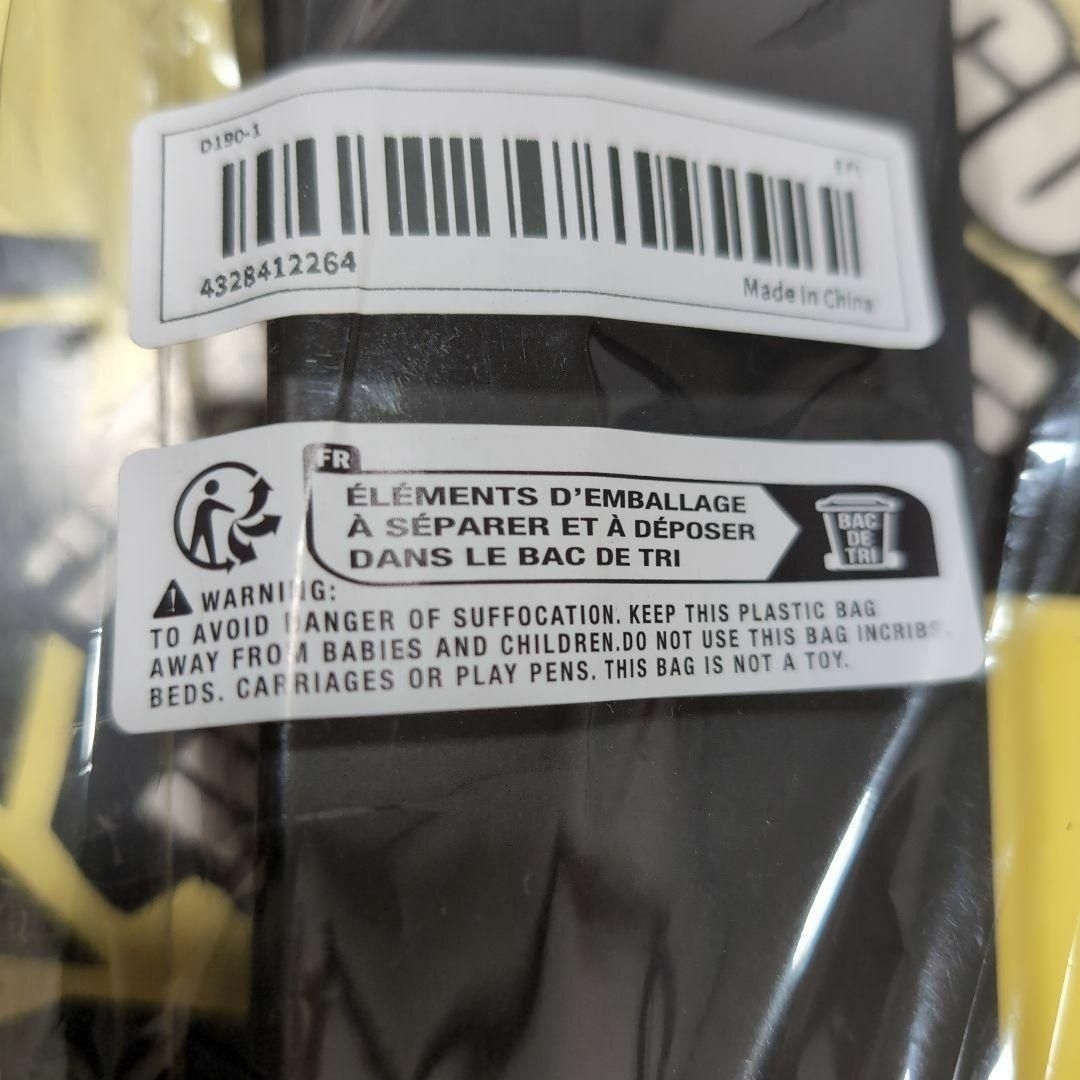 D190-1
4328412264
Made In China
FR
ÉLÉMENTS D'EMBALLAGE
À SÉPARER ET À DÉPOSER
DANS LE BAC DE TRI
BAC
DE
TRI
WARNING:
TO AVOID DANGER OF SUFFOCATION. KEEP THIS PLASTIC BAG
AWAY FROM BABIES AND CHILDREN.DO NOT USE THIS BAG INCRIBS
BEDS. CARRIAGES OR PLAY PENS. THIS BAG IS NOT A TOY.